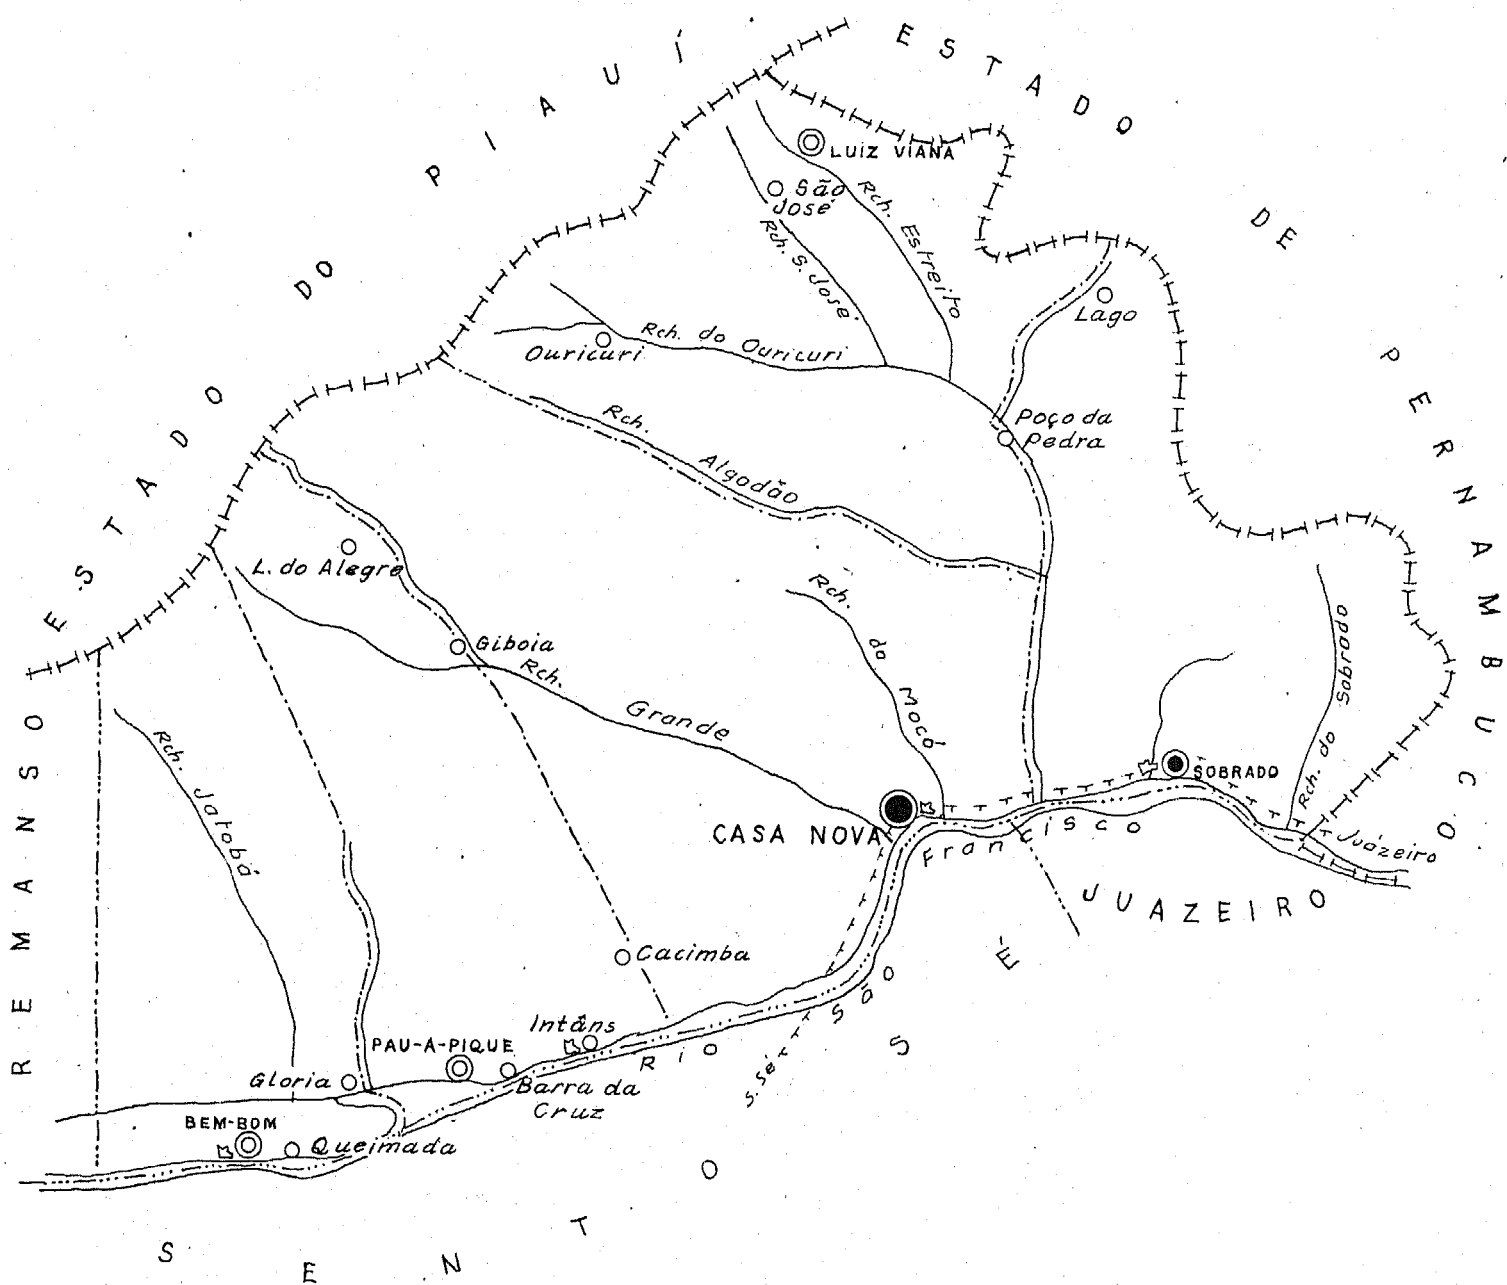 ESTADO DO PIAUÍ
ESTADO DE PERNAMBUCO
LUIZ VIANA
São
José
Rch. Estreito
Rch. S. José
Lago
Rch. do Ouricuri
Ouricuri
Poço da
Pedra
Rch. Algodão
L. do Alegre
Giboia
Rch. Grande
Rch. do Mocó
Rch. do Sobrado
SOBRADO
CASA NOVA
Juázeiro
Rio São Francisco
JUAZEIRO
REMANSO
Rch. Jatobá
Cacimba
Intâns
PAU-A-PIQUE
Gloria
Barra da
Cruz
S. Sé
BEM-BOM
Queimada
SENTO SÉ